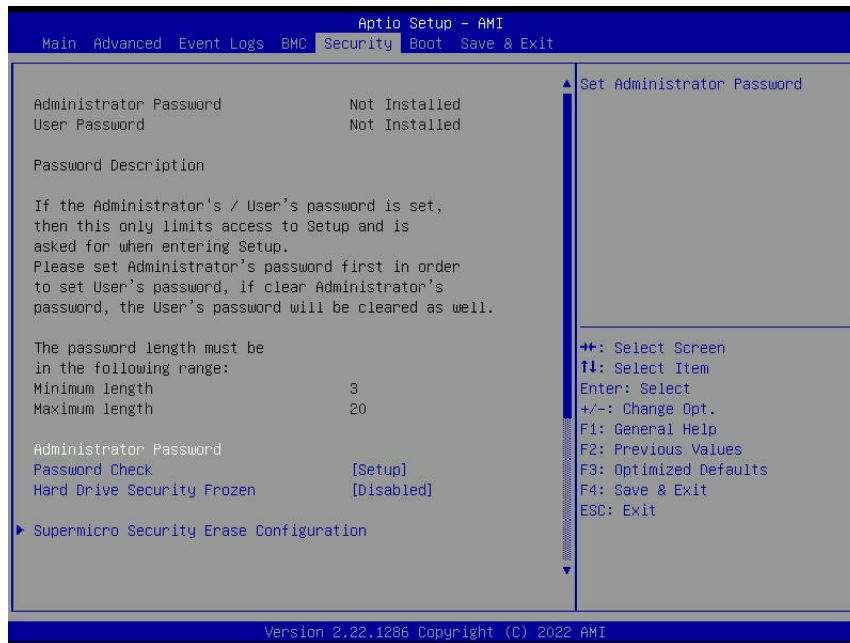 Aptio Setup – AMI
Main Advanced Event Logs BMC Security Boot Save & Exit
Administrator Password Not Installed
User Password Not Installed
Password Description
If the Administrator's / User's password is set,
then this only limits access to Setup and is
asked for when entering Setup.
Please set Administrator's password first in order
to set User's password, if clear Administrator's
password, the User's password will be cleared as well.
The password length must be
in the following range:
Minimum length 3
Maximum length 20
Administrator Password
Password Check [Setup]
Hard Drive Security Frozen [Disabled]
Supermicro Security Erase Configuration
Set Administrator Password
→←: Select Screen
↑↓: Select Item
Enter: Select
+/-: Change Opt.
F1: General Help
F2: Previous Values
F3: Optimized Defaults
F4: Save & Exit
ESC: Exit
Version 2.22.1286 Copyright (C) 2022 AMI